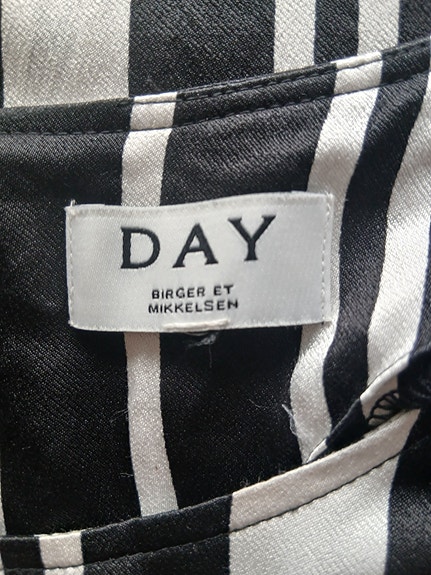 DAY
BIRGER ET
MIKKELSEN